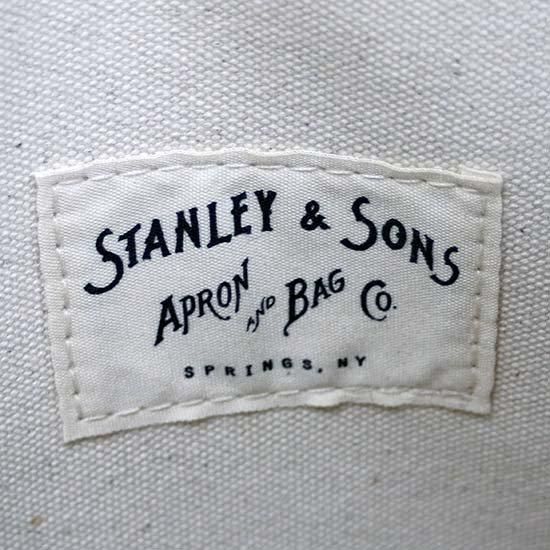 STANLEY & SONS
APRON AND BAG CO.
SPRINGS, NY